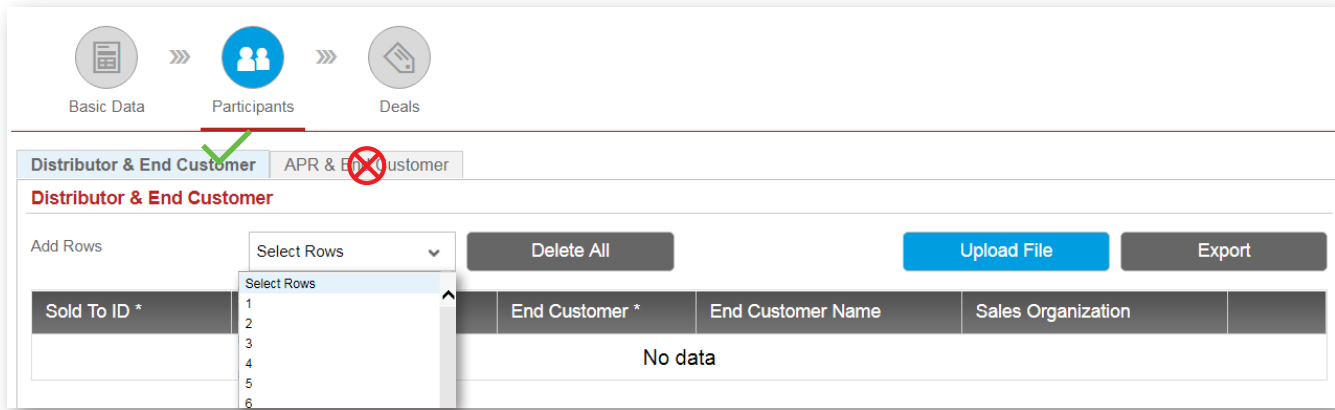 Basic Data
Participants
Deals
Distributor & End Customer
APR & End Customer
Distributor & End Customer
Add Rows
Select Rows
Delete All
Upload File
Export
Select Rows
1
2
3
4
5
6
Sold To ID *
End Customer *
End Customer Name
Sales Organization
No data